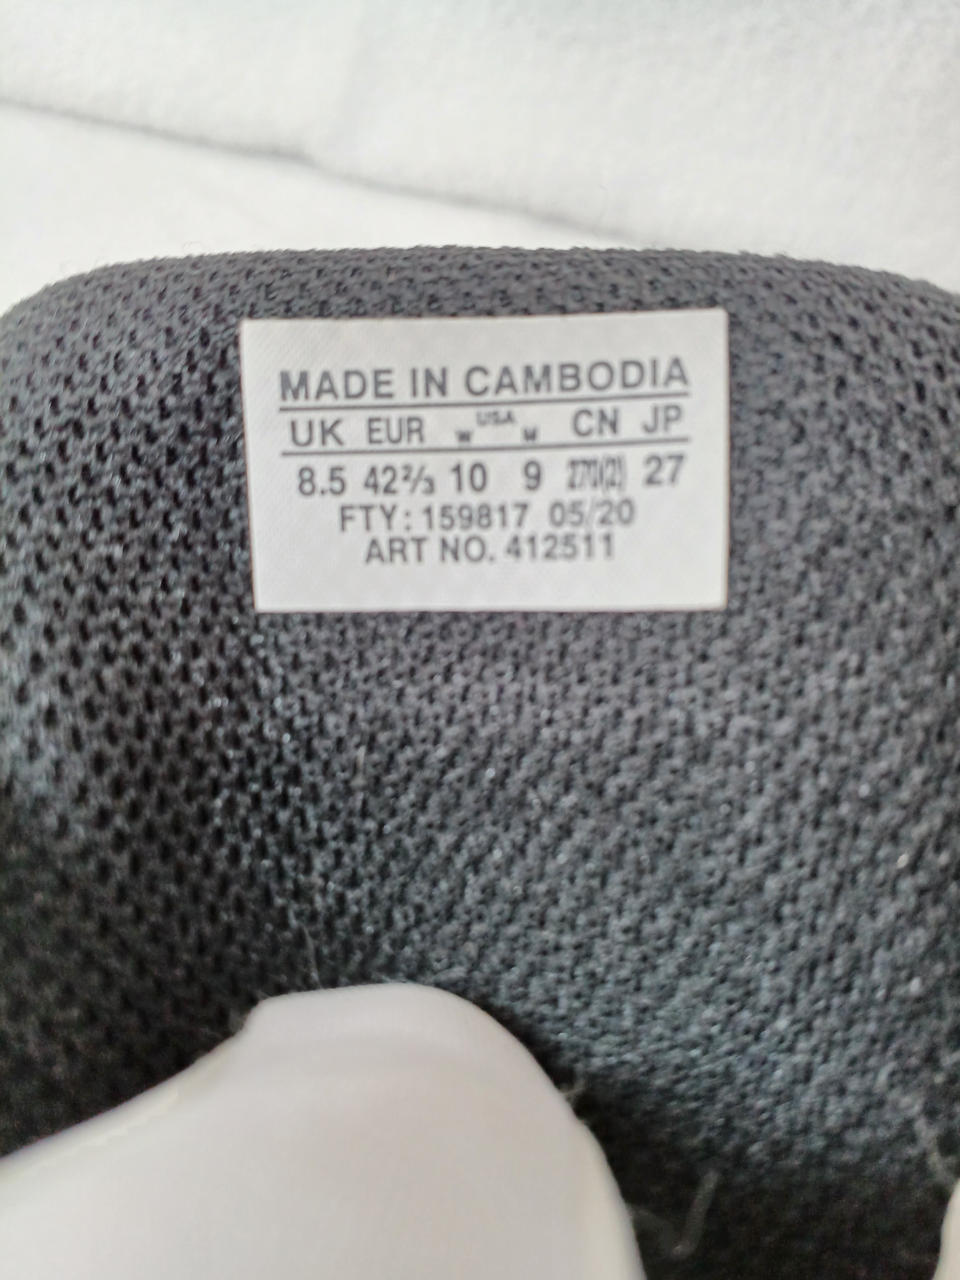 MADE IN CAMBODIA
UK EUR W USA M CN JP
8.5 42⅔ 10 9 270(2) 27
FTY: 159817 05/20
ART NO. 412511